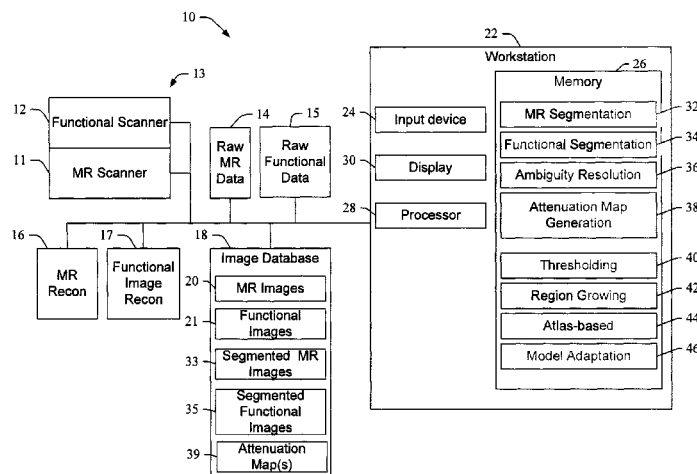 10
22
Workstation
13
26
Memory
12
Functional Scanner
11
MR Scanner
14
Raw
MR
Data
15
Raw
Functional
Data
24
Input device
30
Display
28
Processor
MR Segmentation
32
Functional Segmentation
34
Ambiguity Resolution
36
Attenuation Map
Generation
38
Thresholding
40
Region Growing
42
Atlas-based
44
Model Adaptation
46
16
MR
Recon
17
Functional
Image
Recon
18
Image Database
20
MR Images
21
Functional
Images
33
Segmented MR
Images
35
Segmented
Functional
Images
39
Attenuation
Map(s)